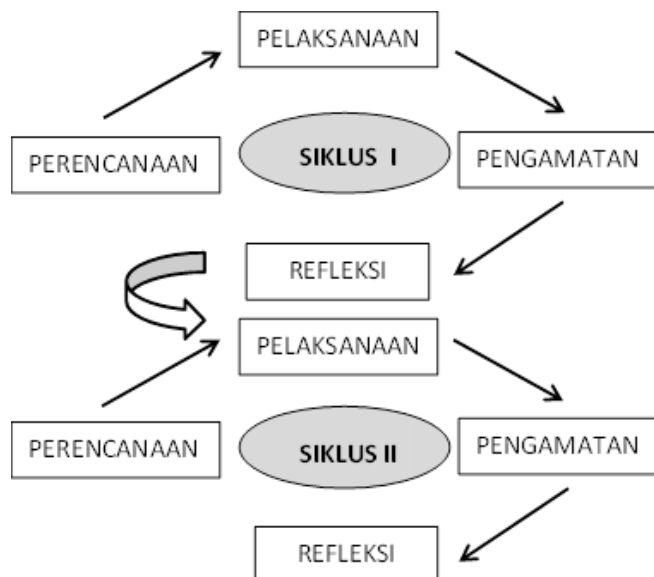 PELAKSANAAN
PERENCANAAN
SIKLUS I
PENGAMATAN
REFLEKSI
PELAKSANAAN
PERENCANAAN
SIKLUS II
PENGAMATAN
REFLEKSI